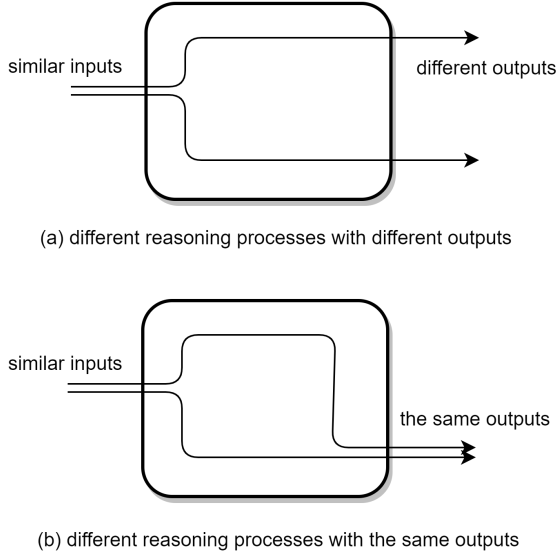 similar inputs
different outputs
(a) different reasoning processes with different outputs
similar inputs
the same outputs
(b) different reasoning processes with the same outputs